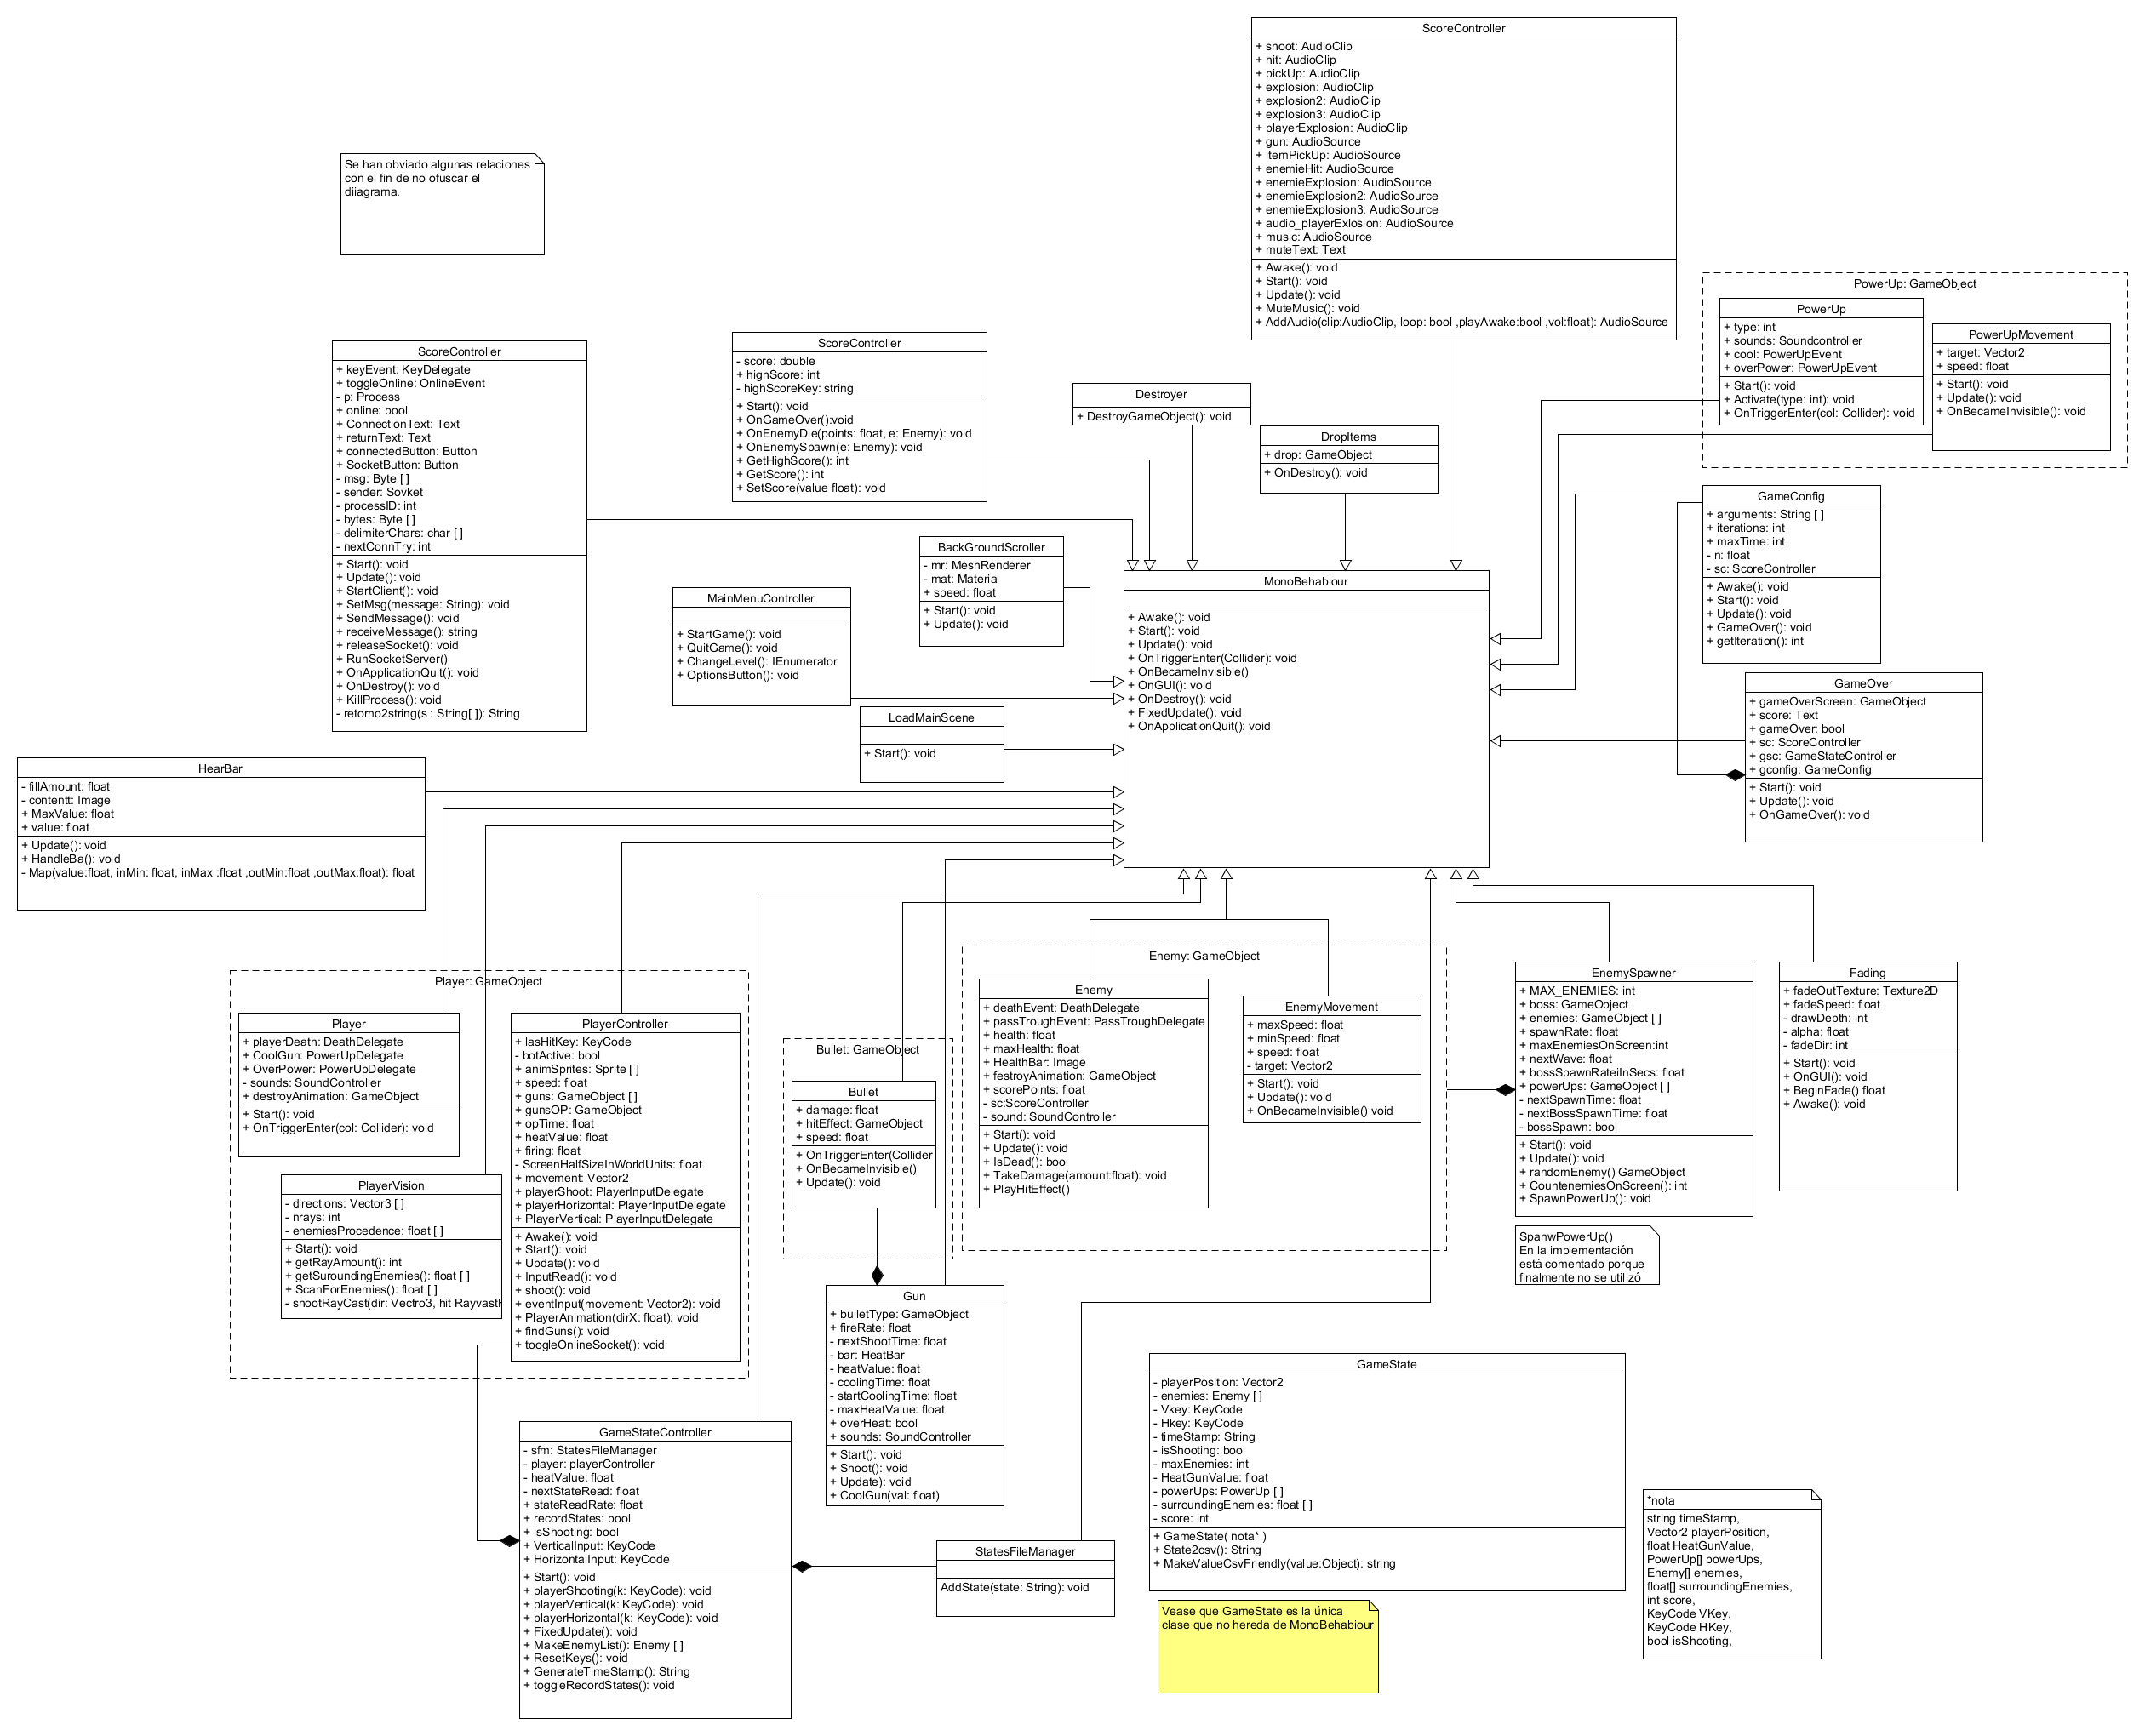 ScoreController
+ shoot: AudioClip
+ hit: AudioClip
+ pickUp: AudioClip
+ explosion: AudioClip
+ explosion2: AudioClip
+ explosion3: AudioClip
+ playerExplosion: AudioClip
+ gun: AudioSource
+ itemPickUp: AudioSource
+ enemieHit: AudioSource
+ enemieExplosion: AudioSource
+ enemieExplosion2: AudioSource
+ enemieExplosion3: AudioSource
+ audio_playerExlosion: AudioSource
+ music: AudioSource
+ muteText: Text
+ Awake(): void
+ Start(): void
+ Update(): void
+ MuteMusic(): void
+ AddAudio(clip:AudioClip, loop: bool ,playAwake:bool ,vol:float): AudioSource
Se han obviado algunas relaciones
con el fin de no ofuscar el
diiagrama.
PowerUp: GameObject
PowerUp
+ type: int
+ sounds: Soundcontroller
+ cool: PowerUpEvent
+ overPower: PowerUpEvent
+ Start(): void
+ Activate(type: int): void
+ OnTriggerEnter(col: Collider): void
PowerUpMovement
+ target: Vector2
+ speed: float
+ Start(): void
+ Update(): void
+ OnBecameInvisible(): void
ScoreController
+ keyEvent: KeyDelegate
+ toggleOnline: OnlineEvent
- p: Process
+ online: bool
+ ConnectionText: Text
+ returnText: Text
+ connectedButton: Button
+ SocketButton: Button
- msg: Byte [ ]
- sender: Sovket
- processID: int
- bytes: Byte [ ]
- delimiterChars: char [ ]
- nextConnTry: int
+ Start(): void
+ Update(): void
+ StartClient(): void
+ SetMsg(message: String): void
+ SendMessage(): void
+ receiveMessage(): string
+ releaseSocket(): void
+ RunSocketServer()
+ OnApplicationQuit(): void
+ OnDestroy(): void
+ KillProcess(): void
- retorno2string(s : String[ ]): String
ScoreController
- score: double
+ highScore: int
- highScoreKey: string
+ Start(): void
+ OnGameOver():void
+ OnEnemyDie(points: float, e: Enemy): void
+ OnEnemySpawn(e: Enemy): void
+ GetHighScore(): int
+ GetScore(): int
+ SetScore(value float): void
Destroyer
+ DestroyGameObject(): void
DropItems
+ drop: GameObject
+ OnDestroy(): void
GameConfig
+ arguments: String [ ]
+ iterations: int
+ maxTime: int
- n: float
- sc: ScoreController
+ Awake(): void
+ Start(): void
+ Update(): void
+ GameOver(): void
+ getIteration(): int
BackGroundScroller
- mr: MeshRenderer
- mat: Material
+ speed: float
+ Start(): void
+ Update(): void
MainMenuController
+ StartGame(): void
+ QuitGame(): void
+ ChangeLevel(): IEnumerator
+ OptionsButton(): void
MonoBehabiour
+ Awake(): void
+ Start(): void
+ Update(): void
+ OnTriggerEnter(Collider): void
+ OnBecameInvisible()
+ OnGUI(): void
+ OnDestroy(): void
+ FixedUpdate(): void
+ OnApplicationQuit(): void
GameOver
+ gameOverScreen: GameObject
+ score: Text
+ gameOver: bool
+ sc: ScoreController
+ gsc: GameStateController
+ gconfig: GameConfig
+ Start(): void
+ Update(): void
+ OnGameOver(): void
LoadMainScene
+ Start(): void
HearBar
- fillAmount: float
- contentt: Image
+ MaxValue: float
+ value: float
+ Update(): void
+ HandleBa(): void
- Map(value:float, inMin: float, inMax :float ,outMin:float ,outMax:float): float
Player: GameObject
Player
+ playerDeath: DeathDelegate
+ CoolGun: PowerUpDelegate
+ OverPower: PowerUpDelegate
- sounds: SoundController
+ destroyAnimation: GameObject
+ Start(): void
+ OnTriggerEnter(col: Collider): void
PlayerVision
- directions: Vector3 [ ]
- nrays: int
- enemiesProcedence: float [ ]
+ Start(): void
+ getRayAmount(): int
+ getSuroundingEnemies(): float [ ]
+ ScanForEnemies(): float [ ]
- shootRayCast(dir: Vectro3, hit Rayvast
PlayerController
+ lasHitKey: KeyCode
- botActive: bool
+ animSprites: Sprite [ ]
+ speed: float
+ guns: GameObject [ ]
+ gunsOP: GameObject
+ opTime: float
+ heatValue: float
+ firing: float
- ScreenHalfSizeInWorldUnits: float
+ movement: Vector2
+ playerShoot: PlayerInputDelegate
+ playerHorizontal: PlayerInputDelegate
+ PlayerVertical: PlayerInputDelegate
+ Awake(): void
+ Start(): void
+ Update(): void
+ InputRead(): void
+ shoot(): void
+ eventInput(movement: Vector2): void
+ PlayerAnimation(dirX: float): void
+ findGuns(): void
+ toogleOnlineSocket(): void
Bullet: GameObject
Bullet
+ damage: float
+ hitEffect: GameObject
+ speed: float
+ OnTriggerEnter(Collider
+ OnBecameInvisible()
+ Update(): void
Enemy: GameObject
Enemy
+ deathEvent: DeathDelegate
+ passTroughEvent: PassTroughDelegate
+ health: float
+ maxHealth: float
+ HealthBar: Image
+ festroyAnimation: GameObject
+ scorePoints: float
- sc:ScoreController
- sound: SoundController
+ Start(): void
+ Update(): void
+ IsDead(): bool
+ TakeDamage(amount:float): void
+ PlayHitEffect()
EnemyMovement
+ maxSpeed: float
+ minSpeed: float
+ speed: float
- target: Vector2
+ Start(): void
+ Update(): void
+ OnBecameInvisible() void
EnemySpawner
+ MAX_ENEMIES: int
+ boss: GameObject
+ enemies: GameObject [ ]
+ spawnRate: float
+ maxEnemiesOnScreen:int
+ nextWave: float
+ bossSpawnRateiInSecs: float
+ powerUps: GameObject [ ]
- nextSpawnTime: float
- nextBossSpawnTime: float
- bossSpawn: bool
+ Start(): void
+ Update(): void
+ randomEnemy() GameObject
+ CountenemiesOnScreen(): int
+ SpawnPowerUp(): void
Fading
+ fadeOutTexture: Texture2D
+ fadeSpeed: float
- drawDepth: int
- alpha: float
- fadeDir: int
+ Start(): void
+ OnGUI(): void
+ BeginFade() float
+ Awake(): void
SpanwPowerUp()
En la implementación
está comentado porque
finalmente no se utilizó
Gun
+ bulletType: GameObject
+ fireRate: float
- nextShootTime: float
- bar: HeatBar
- heatValue: float
- coolingTime: float
- startCoolingTime: float
- maxHeatValue: float
+ overHeat: bool
+ sounds: SoundController
+ Start(): void
+ Shoot(): void
+ Update): void
+ CoolGun(val: float)
GameStateController
- sfm: StatesFileManager
- player: playerController
- heatValue: float
- nextStateRead: float
+ stateReadRate: float
+ recordStates: bool
+ isShooting: bool
+ VerticalInput: KeyCode
+ HorizontalInput: KeyCode
+ Start(): void
+ playerShooting(k: KeyCode): void
+ playerVertical(k: KeyCode): void
+ playerHorizontal(k: KeyCode): void
+ FixedUpdate(): void
+ MakeEnemyList(): Enemy [ ]
+ ResetKeys(): void
+ GenerateTimeStamp(): String
+ toggleRecordStates(): void
StatesFileManager
AddState(state: String): void
GameState
- playerPosition: Vector2
- enemies: Enemy [ ]
- Vkey: KeyCode
- Hkey: KeyCode
- timeStamp: String
- isShooting: bool
- maxEnemies: int
- HeatGunValue: float
- powerUps: PowerUp [ ]
- surroundingEnemies: float [ ]
- score: int
+ GameState( nota* )
+ State2csv(): String
+ MakeValueCsvFriendly(value:Object): string
*nota
string timeStamp,
Vector2 playerPosition,
float HeatGunValue,
PowerUp[] powerUps,
Enemy[] enemies,
float[] surroundingEnemies,
int score,
KeyCode VKey,
KeyCode HKey,
bool isShooting,
Vease que GameState es la única
clase que no hereda de MonoBehabiour